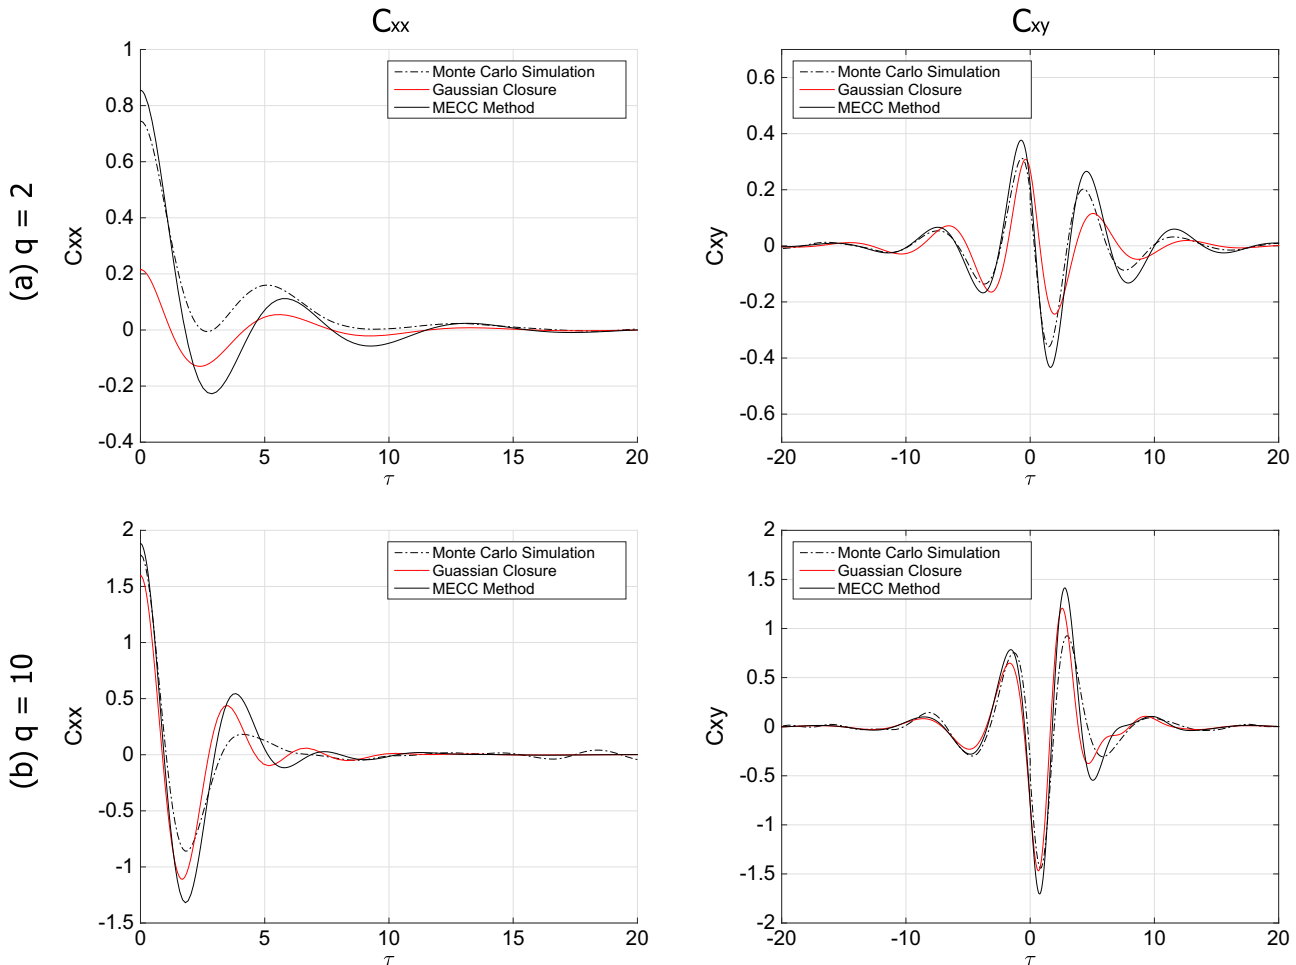 Cxx
Cxy
(a) q = 2
1
0.8
0.6
0.4
0.2
0
-0.2
-0.4
Cxx
0
5
10
15
20
τ
Monte Carlo Simulation
Gaussian Closure
MECC Method
0.6
0.4
0.2
0
-0.2
-0.4
-0.6
Cxy
-20
-10
0
10
20
τ
Monte Carlo Simulation
Gaussian Closure
MECC Method
(b) q = 10
2
1.5
1
0.5
0
-0.5
-1
-1.5
Cxx
0
5
10
15
20
τ
Monte Carlo Simulation
Guassian Closure
MECC Method
2
1.5
1
0.5
0
-0.5
-1
-1.5
-2
Cxy
-20
-10
0
10
20
τ
Monte Carlo Simulation
Guassian Closure
MECC Method